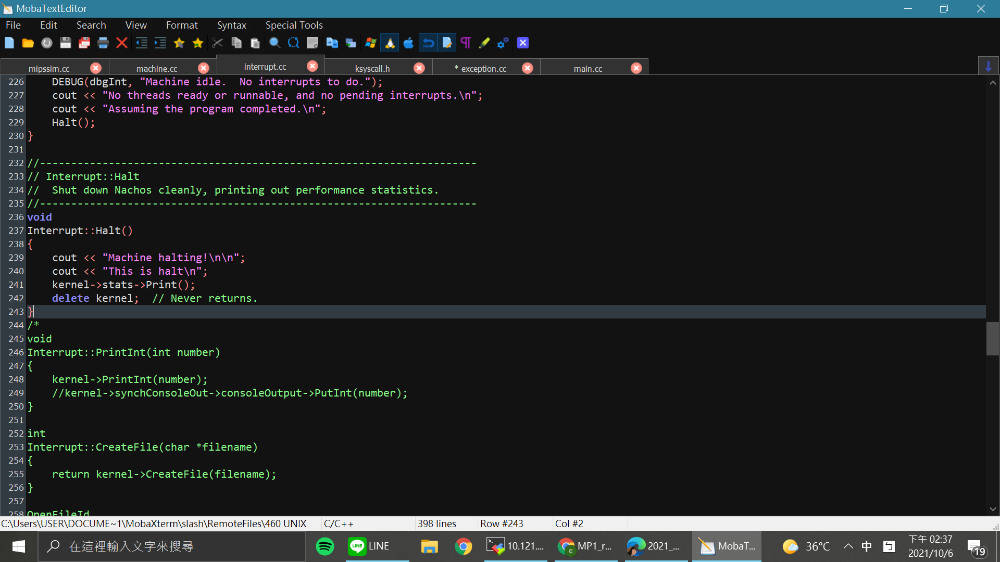 MobaTextEditor
File Edit Search View Format Syntax Special Tools
mipssim.cc machine.cc interrupt.cc ksyscall.h * exception.cc main.cc
226     DEBUG(dbgInt, "Machine idle.  No interrupts to do.");
227     cout << "No threads ready or runnable, and no pending interrupts.\n";
228     cout << "Assuming the program completed.\n";
229     Halt();
230 }
231
232 //----------------------------------------------------------------------
233 // Interrupt::Halt
234 //  Shut down Nachos cleanly, printing out performance statistics.
235 //----------------------------------------------------------------------
236 void
237 Interrupt::Halt()
238 {
239     cout << "Machine halting!\n\n";
240     cout << "This is halt\n";
241     kernel->stats->Print();
242     delete kernel;  // Never returns.
243 }
244 /*
245 void
246 Interrupt::PrintInt(int number)
247 {
248     kernel->PrintInt(number);
249     //kernel->synchConsoleOut->consoleOutput->PutInt(number);
250 }
251
252 int
253 Interrupt::CreateFile(char *filename)
254 {
255     return kernel->CreateFile(filename);
256 }
257
258 OpenFileId
C:\Users\USER\DOCUME~1\MobaXterm\slash\RemoteFiles\460 UNIX C/C++ 398 lines Row #243 Col #2
在這裡輸入文字來搜尋 LINE LINE 10.121.... MP1_r... 2021_... MobaT... 36°C 中 ㄅ 下午 02:37
2021/10/6 19